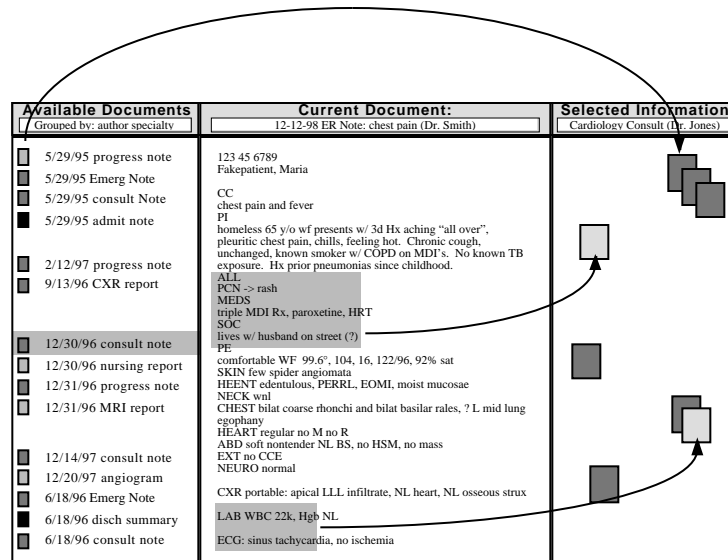 Available Documents
Grouped by: author specialty
5/29/95 progress note
5/29/95 Emerg Note
5/29/95 consult Note
5/29/95 admit note
2/12/97 progress note
9/13/96 CXR report
12/30/96 consult note
12/30/96 nursing report
12/31/96 progress note
12/31/96 MRI report
12/14/97 consult note
12/20/97 angiogram
6/18/96 Emerg Note
6/18/96 disch summary
6/18/96 consult note
Current Document:
12-12-98 ER Note: chest pain (Dr. Smith)
123 45 6789
Fakepatient, Maria
CC
chest pain and fever
PI
homeless 65 y/o wf presents w/ 3d Hx aching “all over”,
pleuritic chest pain, chills, feeling hot. Chronic cough,
unchanged, known smoker w/ COPD on MDI’s. No known TB
exposure. Hx prior pneumonias since childhood.
ALL
PCN -> rash
MEDS
triple MDI Rx, paroxetine, HRT
SOC
lives w/ husband on street (?)
PE
comfortable WF 99.6°, 104, 16, 122/96, 92% sat
SKIN few spider angiomata
HEENT edentulous, PERRL, EOMI, moist mucosae
NECK wnl
CHEST bilat coarse rhonchi and bilat basilar rales, ? L mid lung
egophany
HEART regular no M no R
ABD soft nontender NL BS, no HSM, no mass
EXT no CCE
NEURO normal
CXR portable: apical LLL infiltrate, NL heart, NL osseous strux
LAB WBC 22k, Hgb NL
ECG: sinus tachycardia, no ischemia
Selected Information
Cardiology Consult (Dr. Jones)